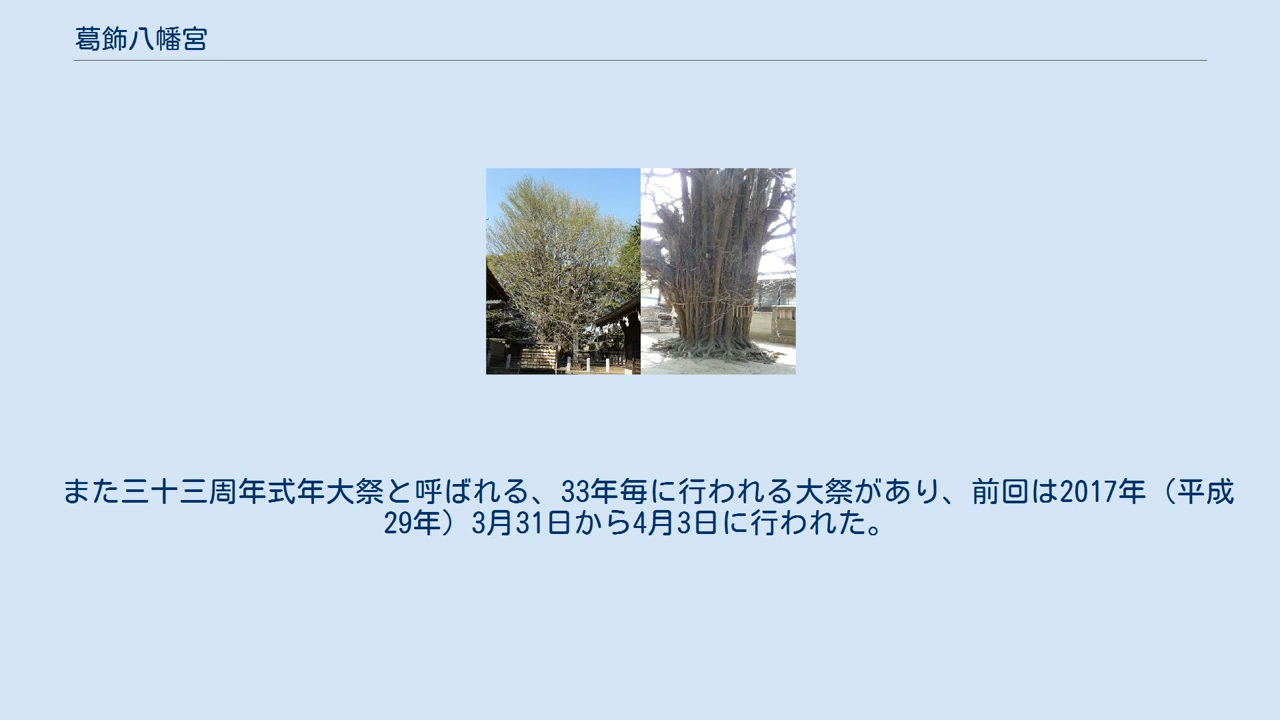 葛飾八幡宮
また三十三周年式年大祭と呼ばれる、33年毎に行われる大祭があり、前回は2017年（平成
29年）3月31日から4月3日に行われた。